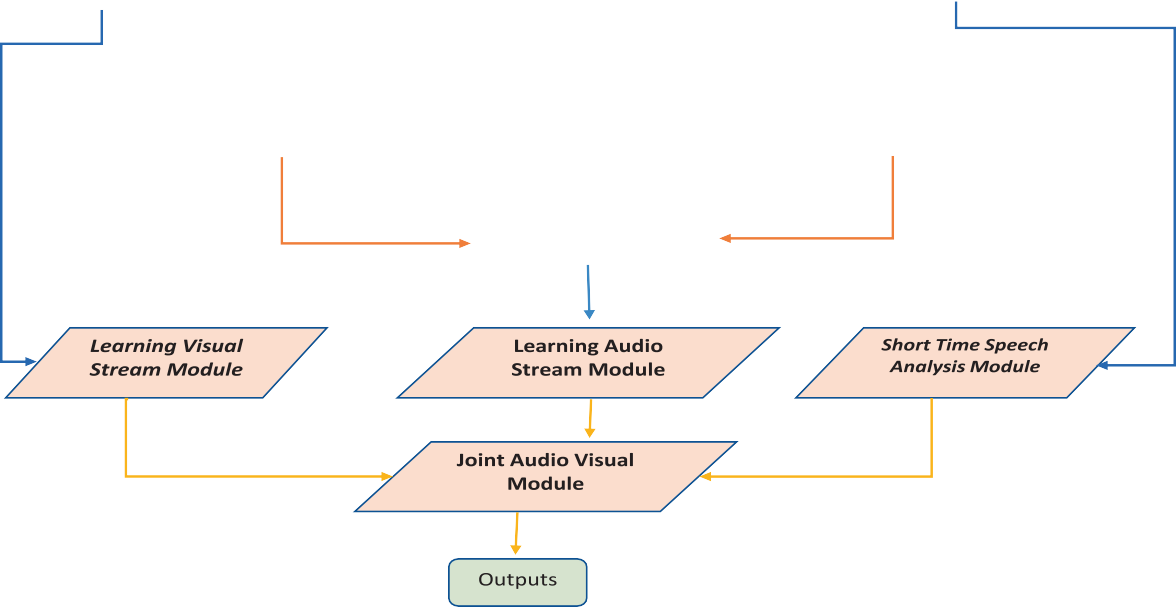 Learning Visual
Stream Module
Learning Audio
Stream Module
Short Time Speech
Analysis Module
Joint Audio Visual
Module
Outputs